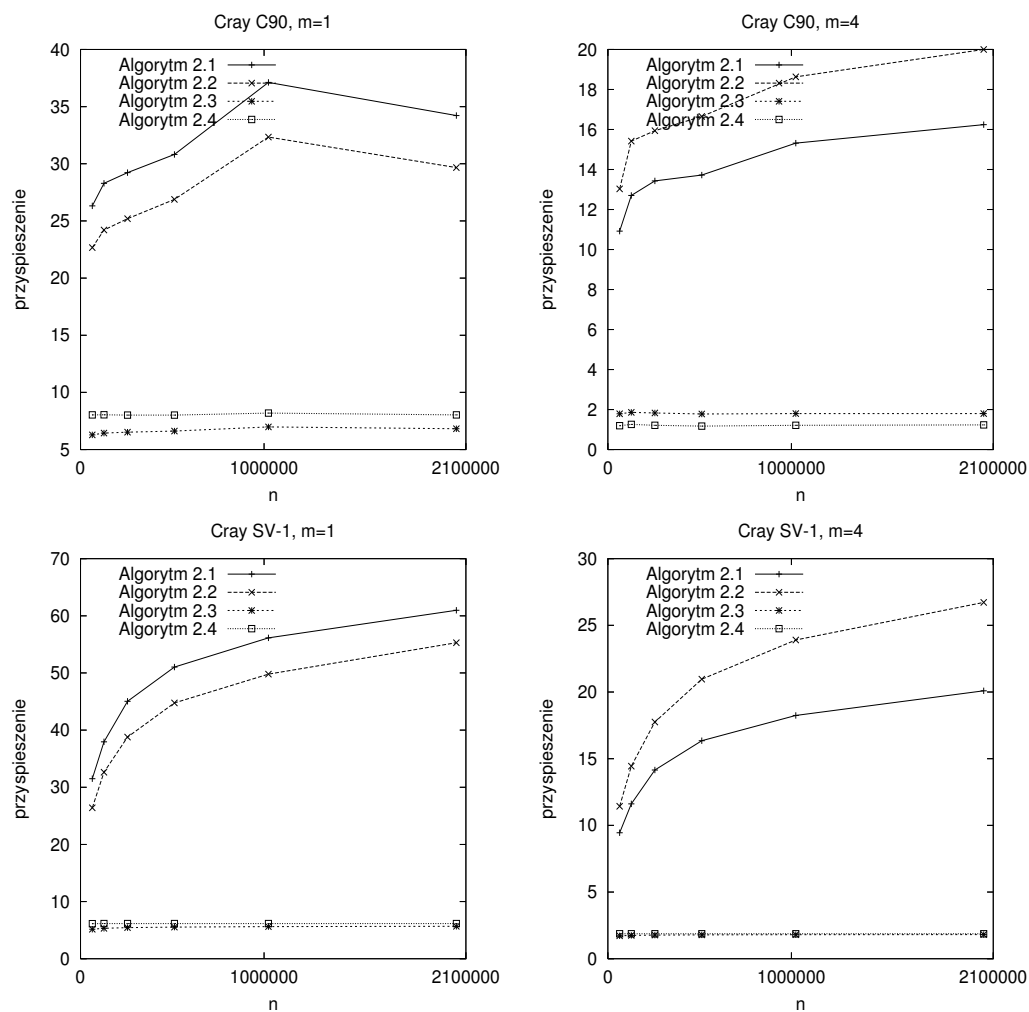 Cray C90, m=1
40
35
30
25
20
15
10
5
przyspieszenie
Algorytm 2.1
Algorytm 2.2
Algorytm 2.3
Algorytm 2.4
0 1000000 2100000
n
Cray C90, m=4
20
18
16
14
12
10
8
6
4
2
0
przyspieszenie
Algorytm 2.1
Algorytm 2.2
Algorytm 2.3
Algorytm 2.4
0 1000000 2100000
n
Cray SV-1, m=1
70
60
50
40
30
20
10
0
przyspieszenie
Algorytm 2.1
Algorytm 2.2
Algorytm 2.3
Algorytm 2.4
0 1000000 2100000
n
Cray SV-1, m=4
30
25
20
15
10
5
0
przyspieszenie
Algorytm 2.1
Algorytm 2.2
Algorytm 2.3
Algorytm 2.4
0 1000000 2100000
n